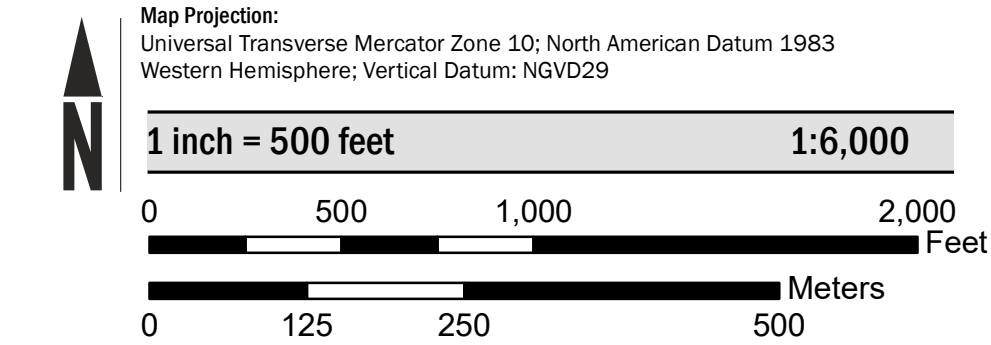 Map Projection:
Universal Transverse Mercator Zone 10; North American Datum 1983
Western Hemisphere; Vertical Datum: NGVD29
N
1 inch = 500 feet 1:6,000
0 500 1,000 2,000
Feet
Meters
0 125 250 500